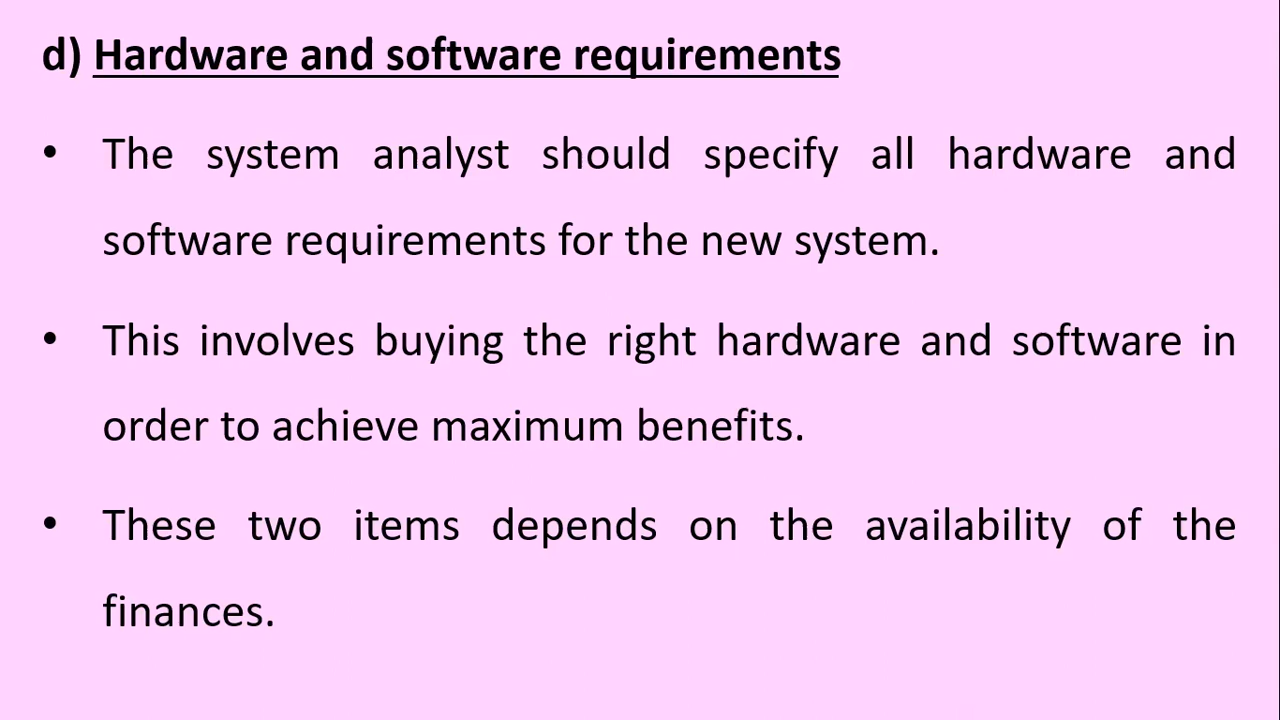 d) Hardware and software requirements
• The system analyst should specify all hardware and
software requirements for the new system.
• This involves buying the right hardware and software in
order to achieve maximum benefits.
• These two items depends on the availability of the
finances.